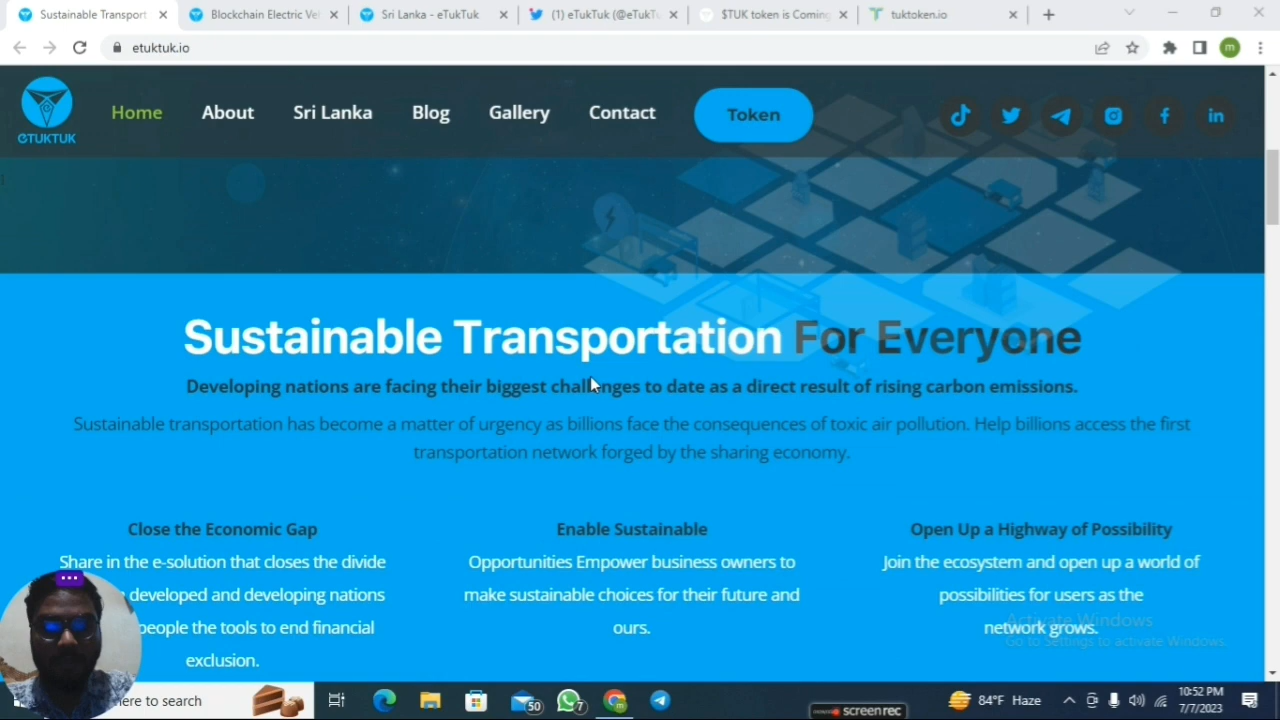 Sustainable Transport
Blockchain Electric Veh
Sri Lanka - eTukTuk
(1) eTukTuk (@eTukTu
$TUK token is Coming
tuktoken.io
etuktuk.io
m
eTUKTUK
Home
About
Sri Lanka
Blog
Gallery
Contact
Token
Sustainable Transportation For Everyone
Developing nations are facing their biggest challenges to date as a direct result of rising carbon emissions.
Sustainable transportation has become a matter of urgency as billions face the consequences of toxic air pollution. Help billions access the first
transportation network forged by the sharing economy.
Close the Economic Gap
Share in the e-solution that closes the divide
developed and developing nations
people the tools to end financial
exclusion.
Enable Sustainable
Opportunities Empower business owners to
make sustainable choices for their future and
ours.
Open Up a Highway of Possibility
Join the ecosystem and open up a world of
possibilities for users as the
network grows.
Activate Windows
Go to Settings to activate Windows.
here to search
50
7
84°F Haze
10:52 PM
7/7/2023
screenrec